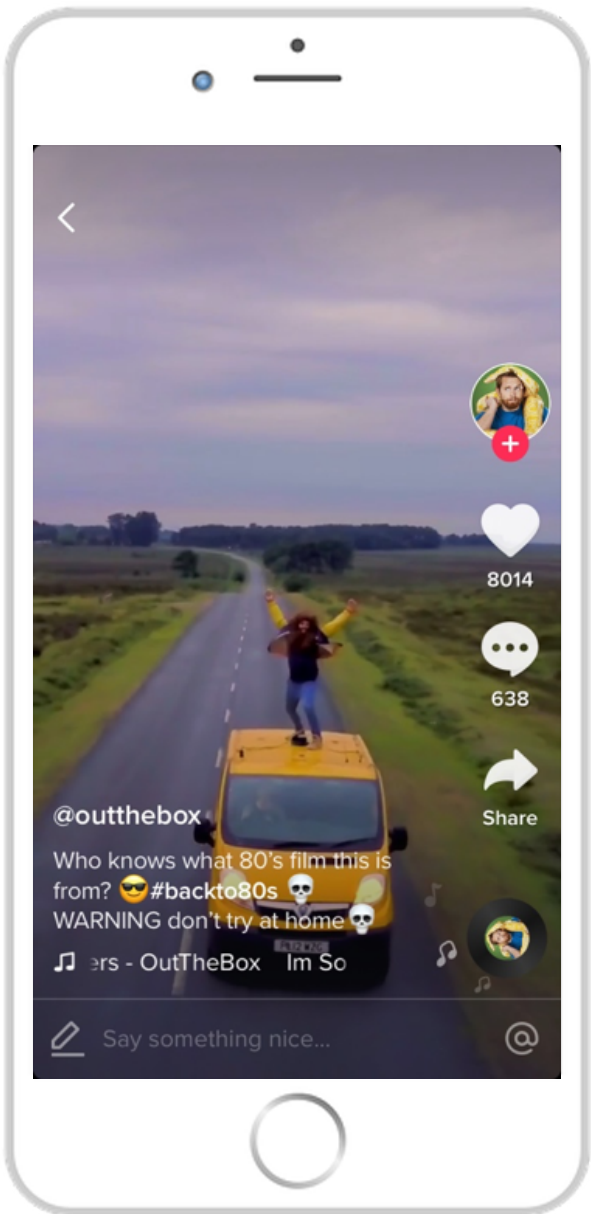 8014
638
Share
@outthebox
Who knows what 80's film this is
from? 😎#backto80s 💀
WARNING don't try at home 💀
ers - OutTheBox Im So
Say something nice...
@